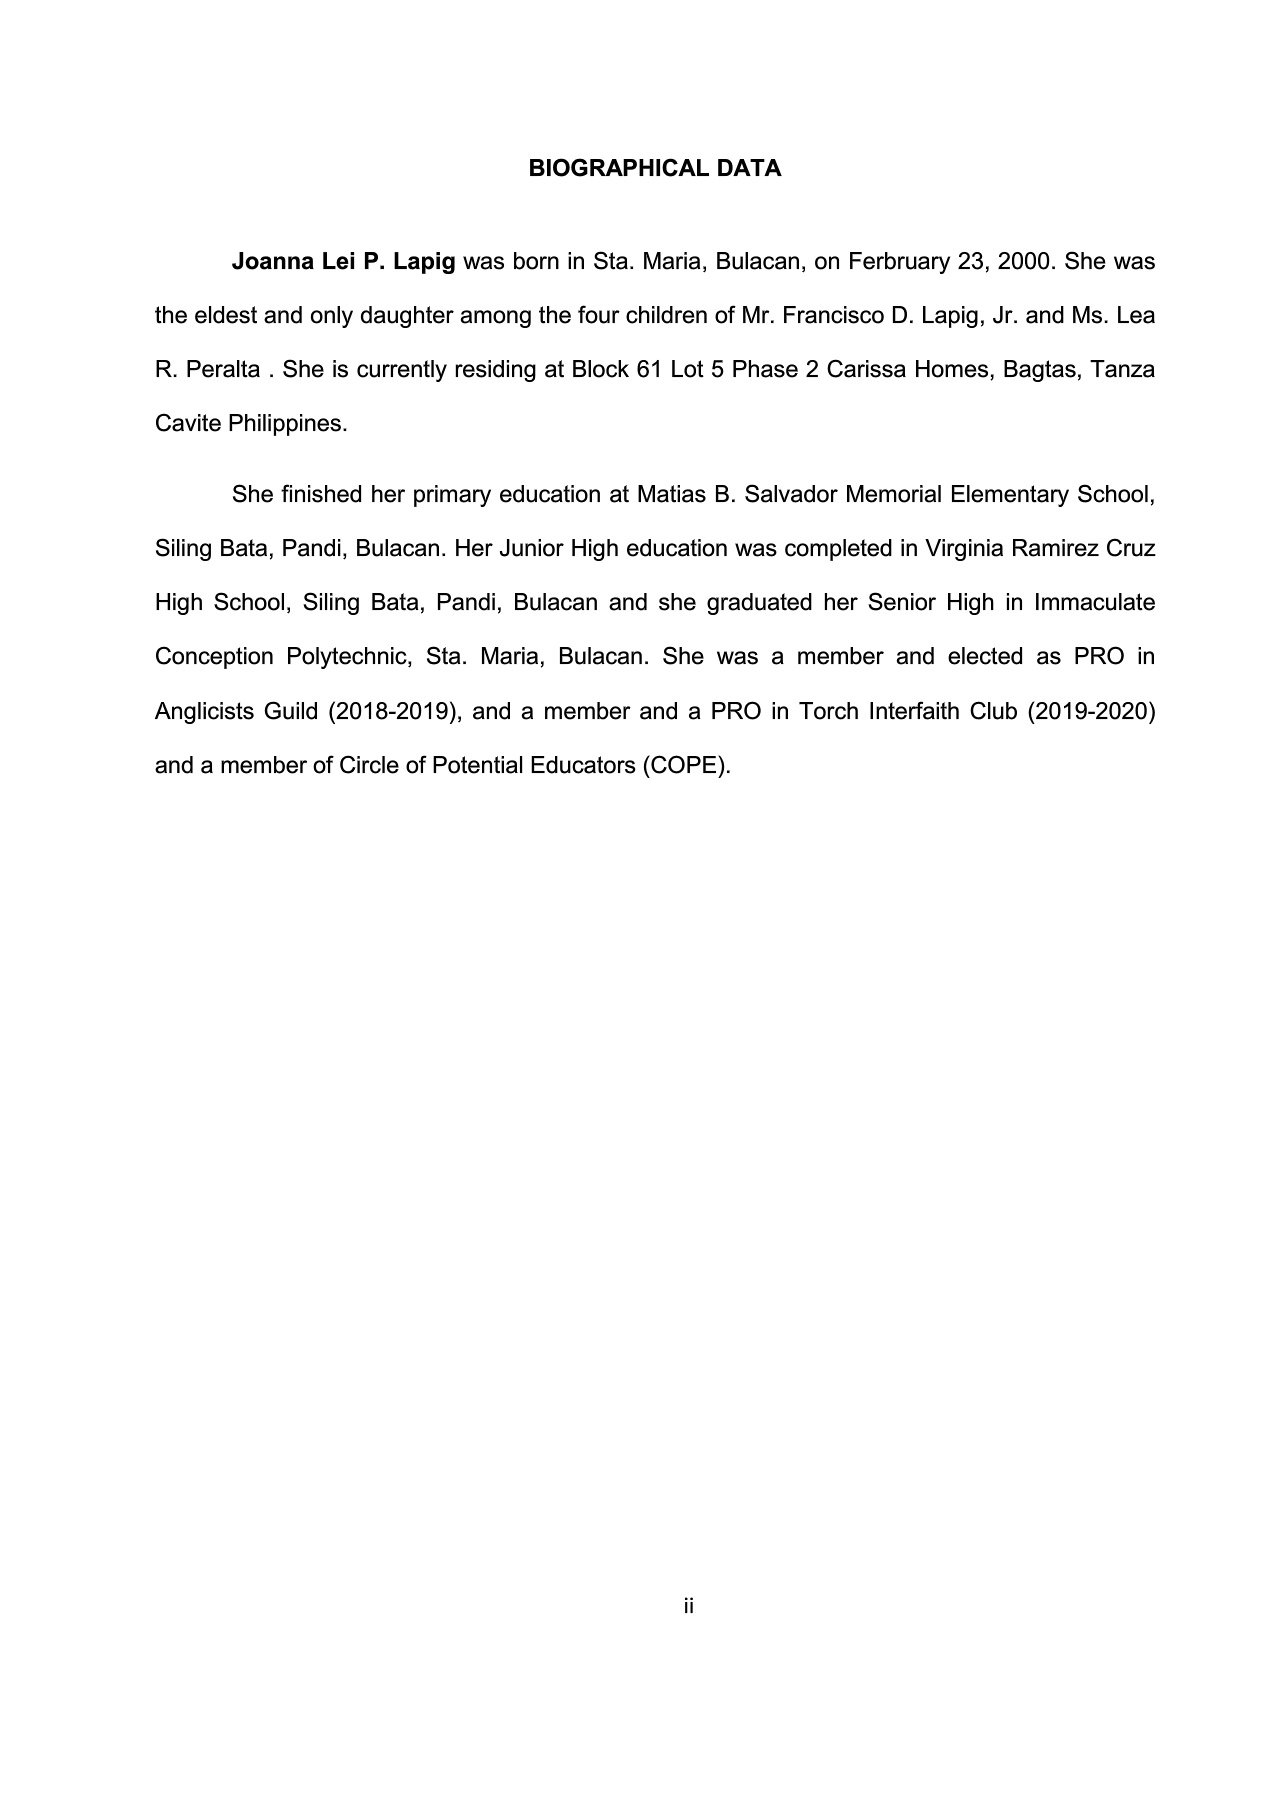 BIOGRAPHICAL DATA
Joanna Lei P. Lapig was born in Sta. Maria, Bulacan, on Ferbruary 23, 2000. She was
the eldest and only daughter among the four children of Mr. Francisco D. Lapig, Jr. and Ms. Lea
R. Peralta . She is currently residing at Block 61 Lot 5 Phase 2 Carissa Homes, Bagtas, Tanza
Cavite Philippines.
She finished her primary education at Matias B. Salvador Memorial Elementary School,
Siling Bata, Pandi, Bulacan. Her Junior High education was completed in Virginia Ramirez Cruz
High School, Siling Bata, Pandi, Bulacan and she graduated her Senior High in Immaculate
Conception Polytechnic, Sta. Maria, Bulacan. She was a member and elected as PRO in
Anglicists Guild (2018-2019), and a member and a PRO in Torch Interfaith Club (2019-2020)
and a member of Circle of Potential Educators (COPE).
ii